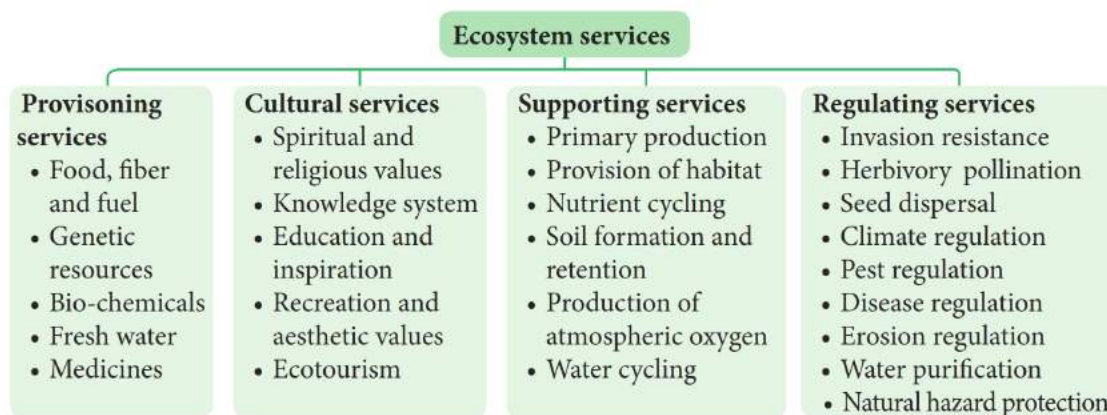 Ecosystem services
Provisoning
services
• Food, fiber
and fuel
• Genetic
resources
• Bio-chemicals
• Fresh water
• Medicines
Cultural services
• Spiritual and
religious values
• Knowledge system
• Education and
inspiration
• Recreation and
aesthetic values
• Ecotourism
Supporting services
• Primary production
• Provision of habitat
• Nutrient cycling
• Soil formation and
retention
• Production of
atmospheric oxygen
• Water cycling
Regulating services
• Invasion resistance
• Herbivory pollination
• Seed dispersal
• Climate regulation
• Pest regulation
• Disease regulation
• Erosion regulation
• Water purification
• Natural hazard protection